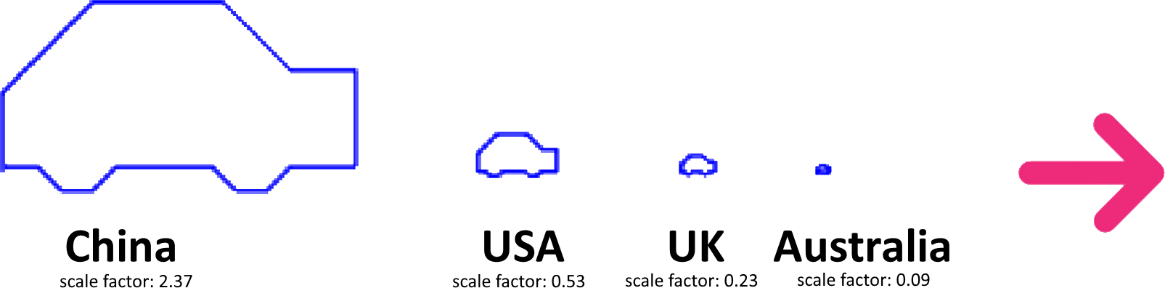 China
scale factor: 2.37
USA
scale factor: 0.53
UK
scale factor: 0.23
Australia
scale factor: 0.09